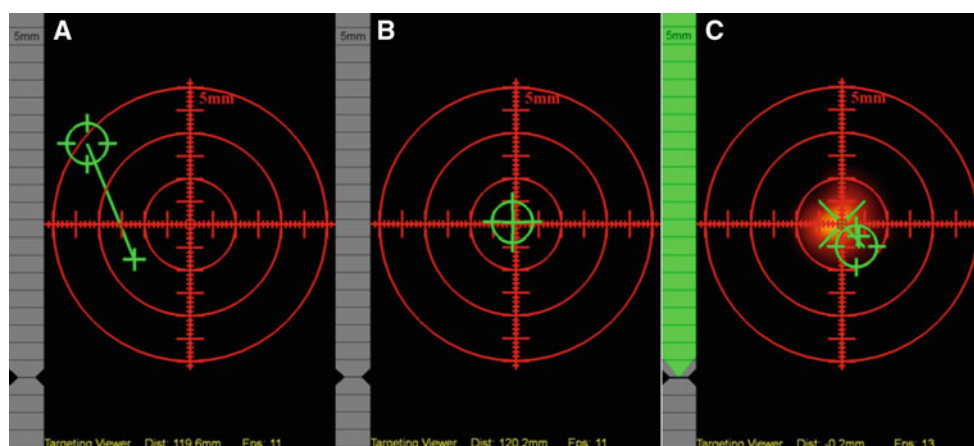 A
B
C
5mm
5mm
5mm
5mm
5mm
5mm
Targeting Viewer Dist: 119.6mm Fps: 11
Targeting Viewer Dist: 120.2mm Fps: 11
Targeting Viewer Dist: -0.2mm Fps: 13